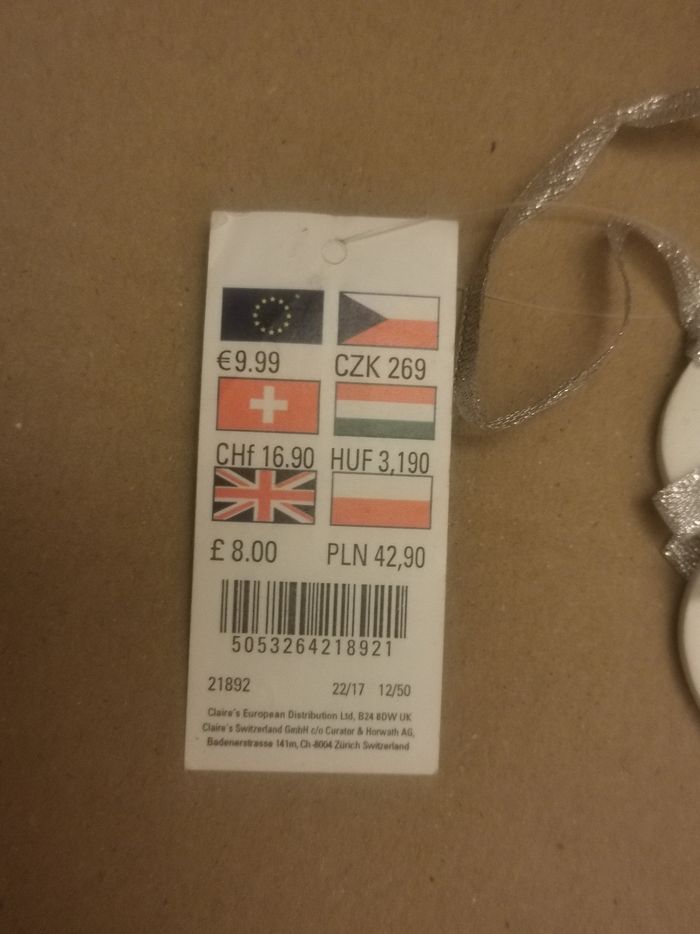 €9.99 CZK 269
CHf 16.90 HUF 3,190
£ 8.00 PLN 42,90
5053264218921
21892 22/17 12/50
Claire's European Distribution Ltd, B24 8DW UK
Claire's Switzerland GmbH c/o Curator & Horwath AG,
Badenerstrasse 141m, Ch-8004 Zürich Switzerland